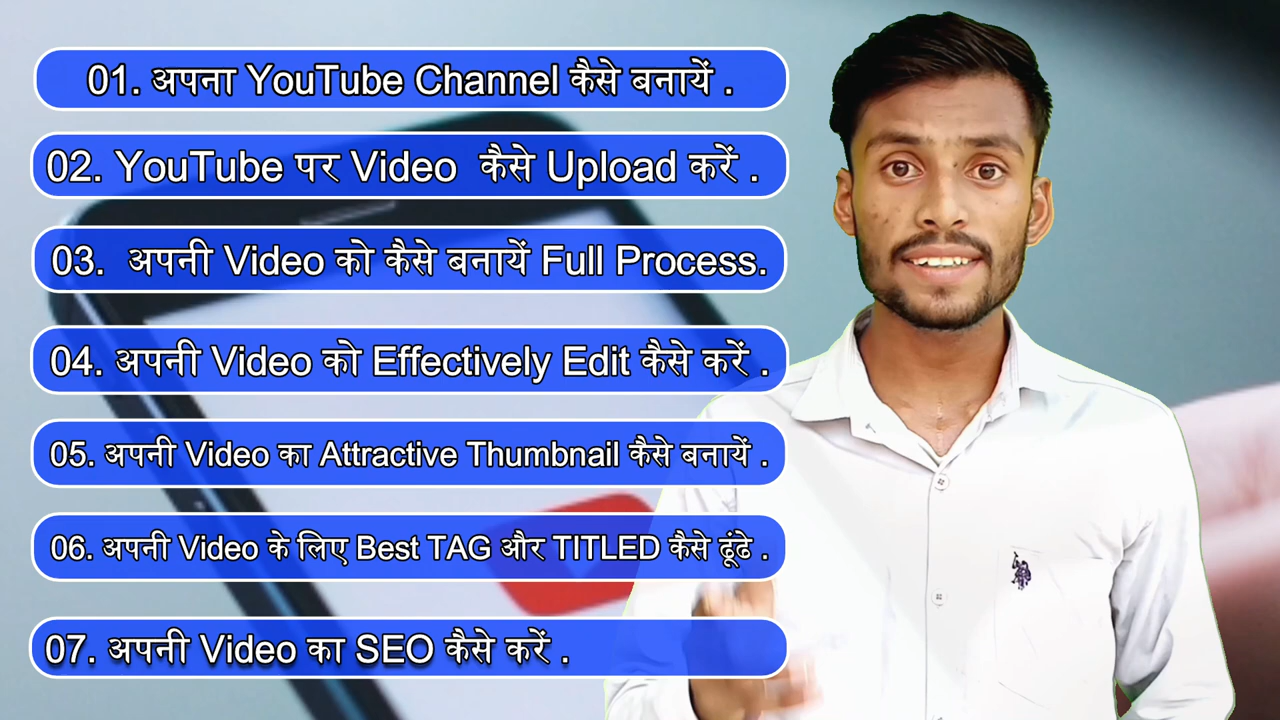 01. अपना YouTube Channel कैसे बनायें .
02. YouTube पर Video कैसे Upload करें .
03. अपनी Video को कैसे बनायें Full Process.
04. अपनी Video को Effectively Edit कैसे करें .
05. अपनी Video का Attractive Thumbnail कैसे बनायें .
06. अपनी Video के लिए Best TAG और TITLED कैसे ढूंढे .
07. अपनी Video का SEO कैसे करें .